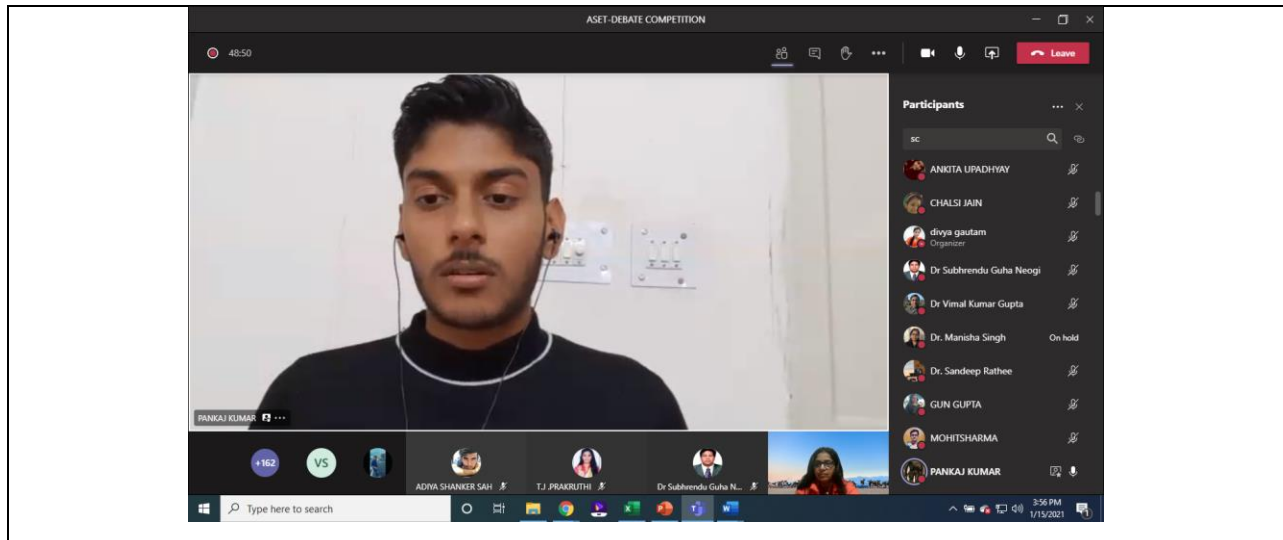 ASET-DEBATE COMPETITION
48:50
Leave
Participants
sc
ANKITA UPADHYAY
CHALSI JAIN
divya gautam
Organizer
Dr Subhrendu Guha Neogi
Dr Vimal Kumar Gupta
Dr. Manisha Singh On hold
Dr. Sandeep Rathee
GUN GUPTA
MOHITSHARMA
PANKAJ KUMAR
PANKAJ KUMAR
+162 VS
ADIYA SHANKER SAH T.J .PRAKRUTHI Dr Subhrendu Guha N...
Type here to search
3:56 PM
1/15/2021